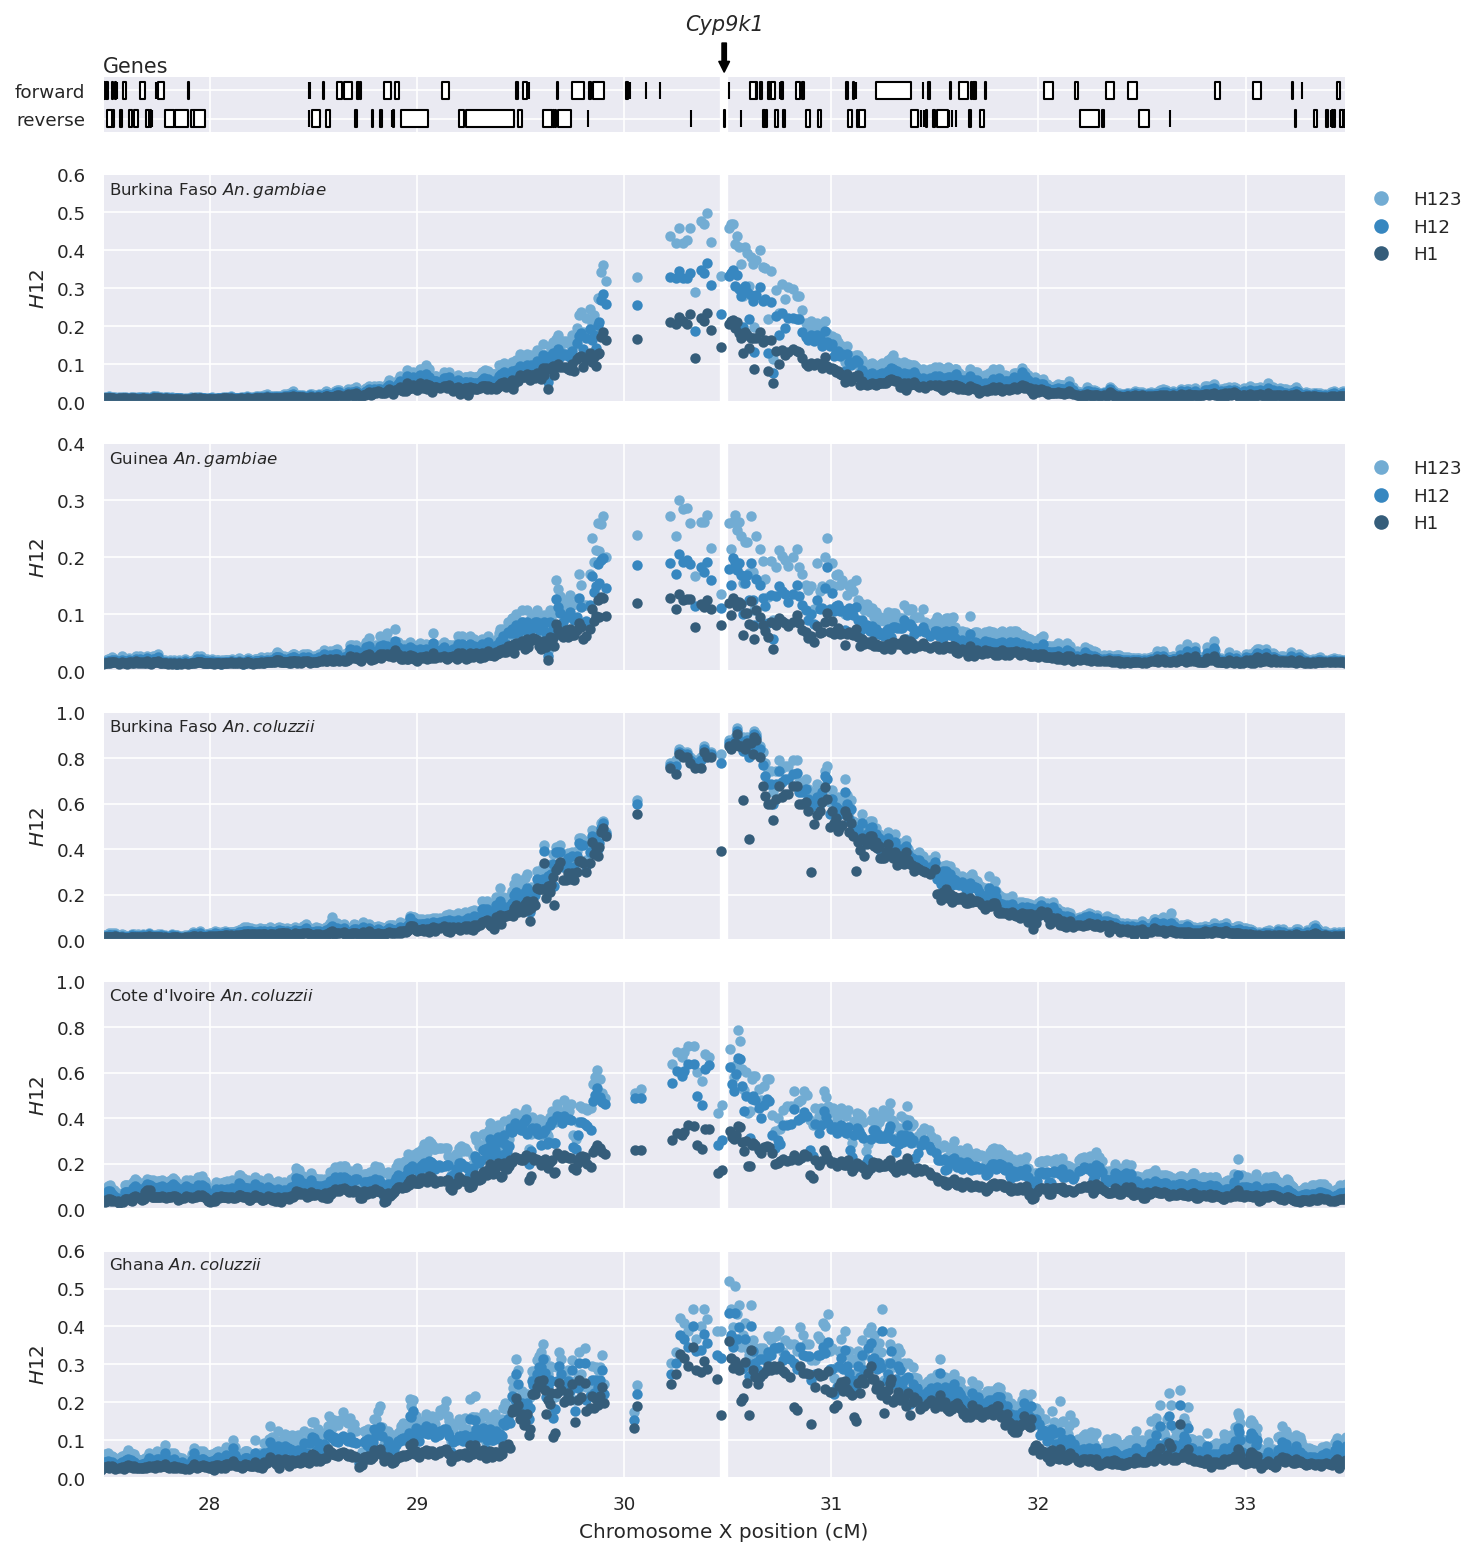 Cyp9k1
Genes
forward
reverse
0.6
0.5
0.4
0.3
0.2
0.1
0.0
H12
Burkina Faso An. gambiae
H123
H12
H1
0.4
0.3
0.2
0.1
0.0
H12
Guinea An. gambiae
H123
H12
H1
1.0
0.8
0.6
0.4
0.2
0.0
H12
Burkina Faso An. coluzzii
1.0
0.8
0.6
0.4
0.2
0.0
H12
Cote d'Ivoire An. coluzzii
0.6
0.5
0.4
0.3
0.2
0.1
0.0
H12
Ghana An. coluzzii
28 29 30 31 32 33
Chromosome X position (cM)